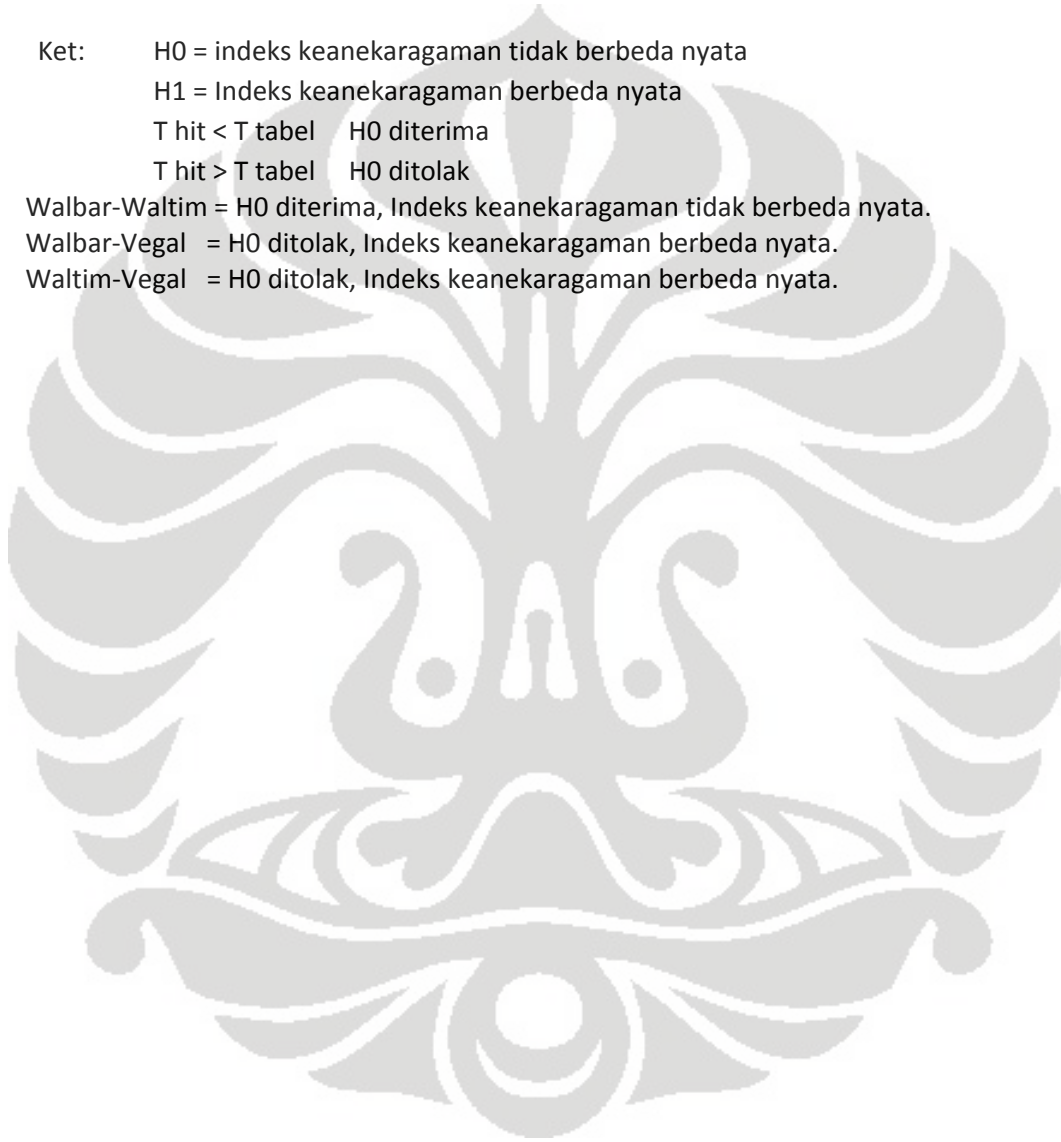 Ket: H0 = indeks keanekaragaman tidak berbeda nyata
H1 = Indeks keanekaragaman berbeda nyata
T hit < T tabel H0 diterima
T hit > T tabel H0 ditolak
Walbar-Waltim = H0 diterima, Indeks keanekaragaman tidak berbeda nyata.
Walbar-Vegal = H0 ditolak, Indeks keanekaragaman berbeda nyata.
Waltim-Vegal = H0 ditolak, Indeks keanekaragaman berbeda nyata.